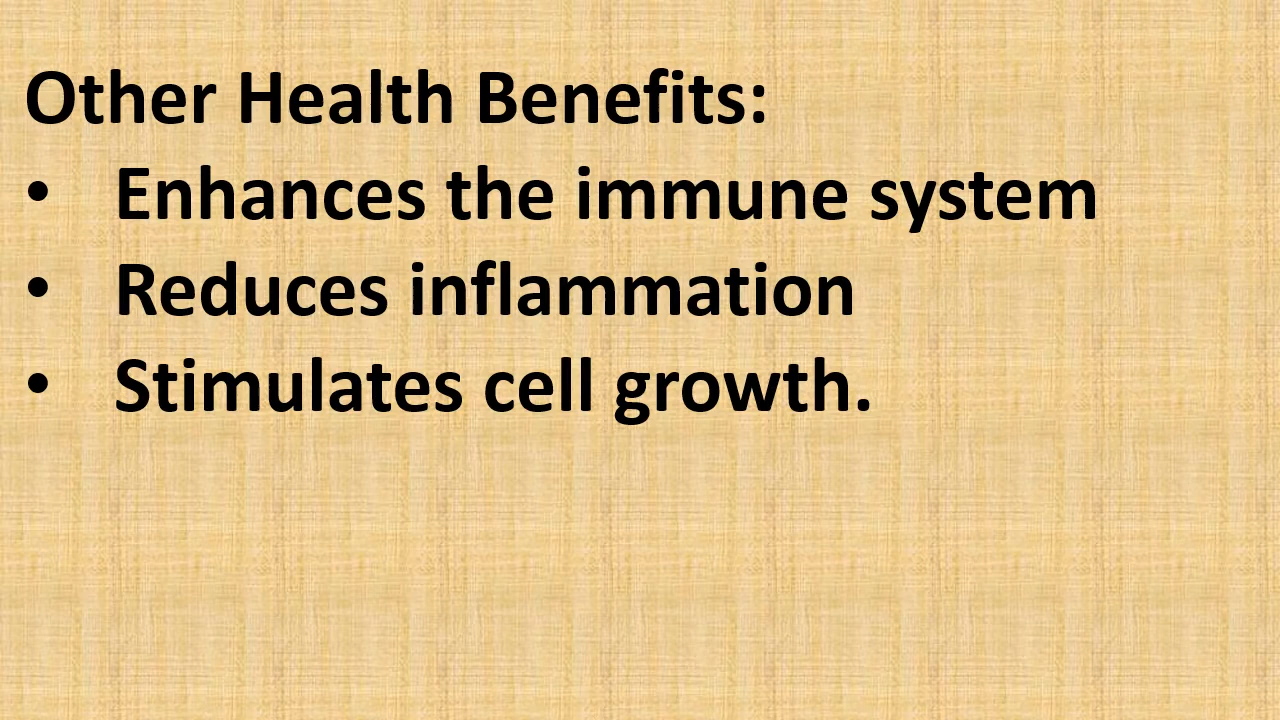 Other Health Benefits:
• Enhances the immune system
• Reduces inflammation
• Stimulates cell growth.